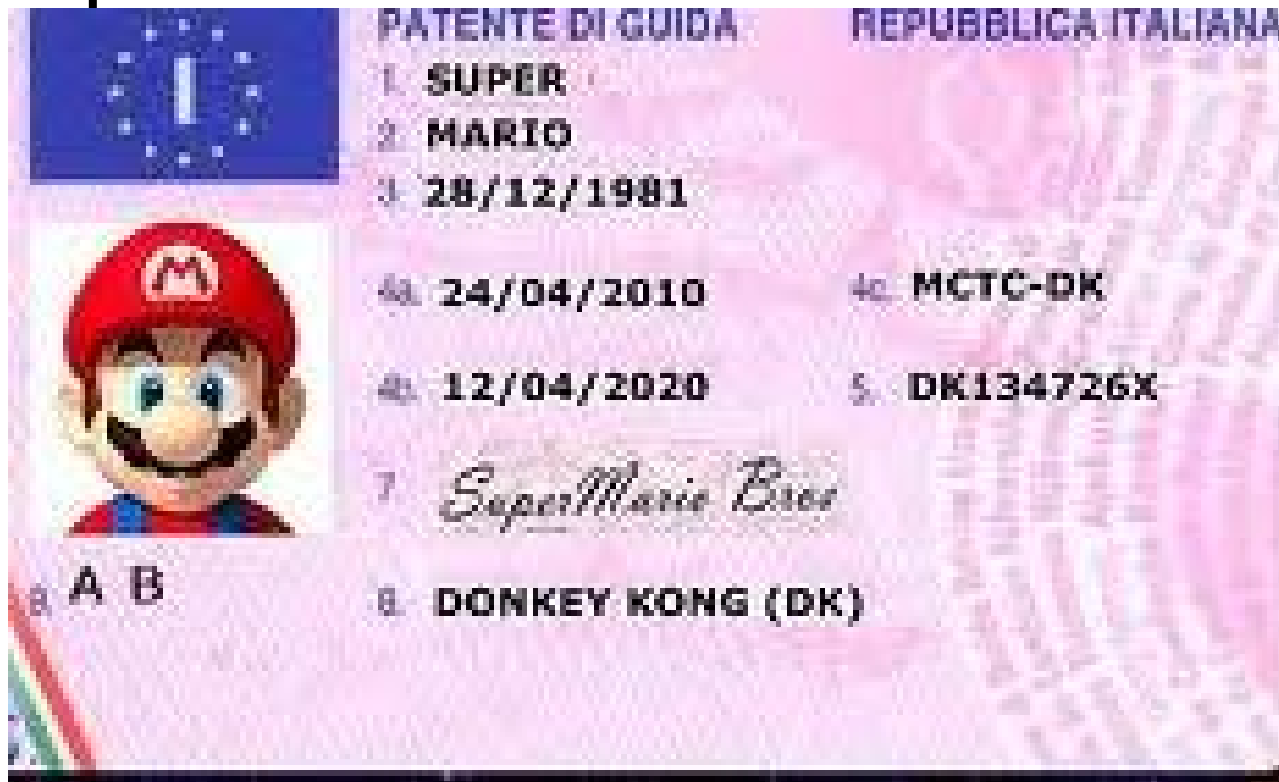 PATENTE DI GUIDA REPUBBLICA ITALIANA
I
1. SUPER
2. MARIO
3. 28/12/1981
M
4a. 24/04/2010 4c. MCTC-DK
4b. 12/04/2020 5. DK134726X
7. SuperMario Bros
9. A B
8. DONKEY KONG (DK)